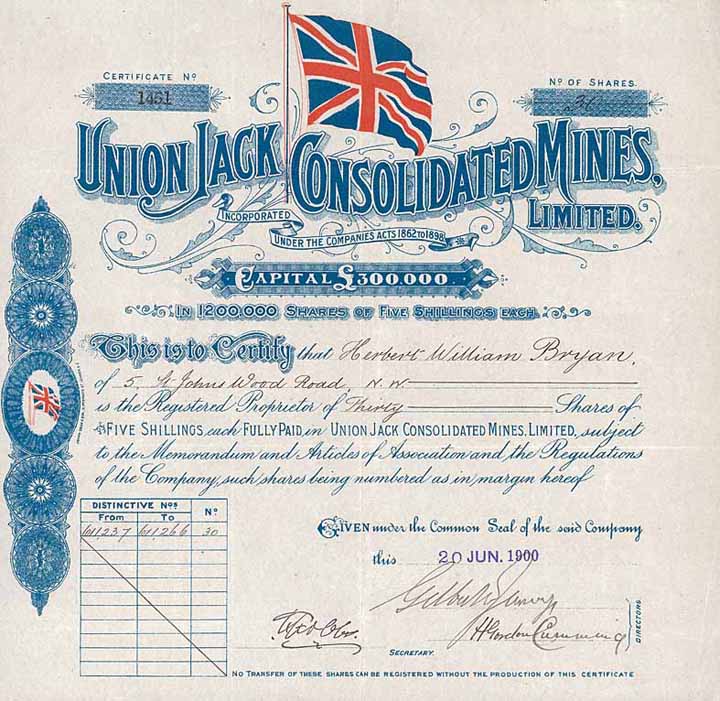 CERTIFICATE Nº
1451
Nº OF SHARES.
UNION JACK CONSOLIDATED MINES,
LIMITED.
INCORPORATED
UNDER THE COMPANIES ACTS 1862 TO 1898.
CAPITAL £300.000
IN 1200.000 SHARES OF FIVE SHILLINGS EACH.
This is to Certify that Herbert William Bryan,
of 5, St Johns Wood Road, N.W.
is the Registered Proprietor of Thirty Shares of
FIVE SHILLINGS each FULLY PAID, in UNION JACK CONSOLIDATED MINES, LIMITED, subject
to the Memorandum and Articles of Association and the Regulations
of the Company, such shares being numbered as in margin hereof
DISTINCTIVE Nos. Nº
From To
611237 611266 30
GIVEN under the Common Seal of the said Company
this 20 JUN. 1900
H Gordon Cumming
DIRECTORS.
SECRETARY.
NO TRANSFER OF THESE SHARES CAN BE REGISTERED WITHOUT THE PRODUCTION OF THIS CERTIFICATE